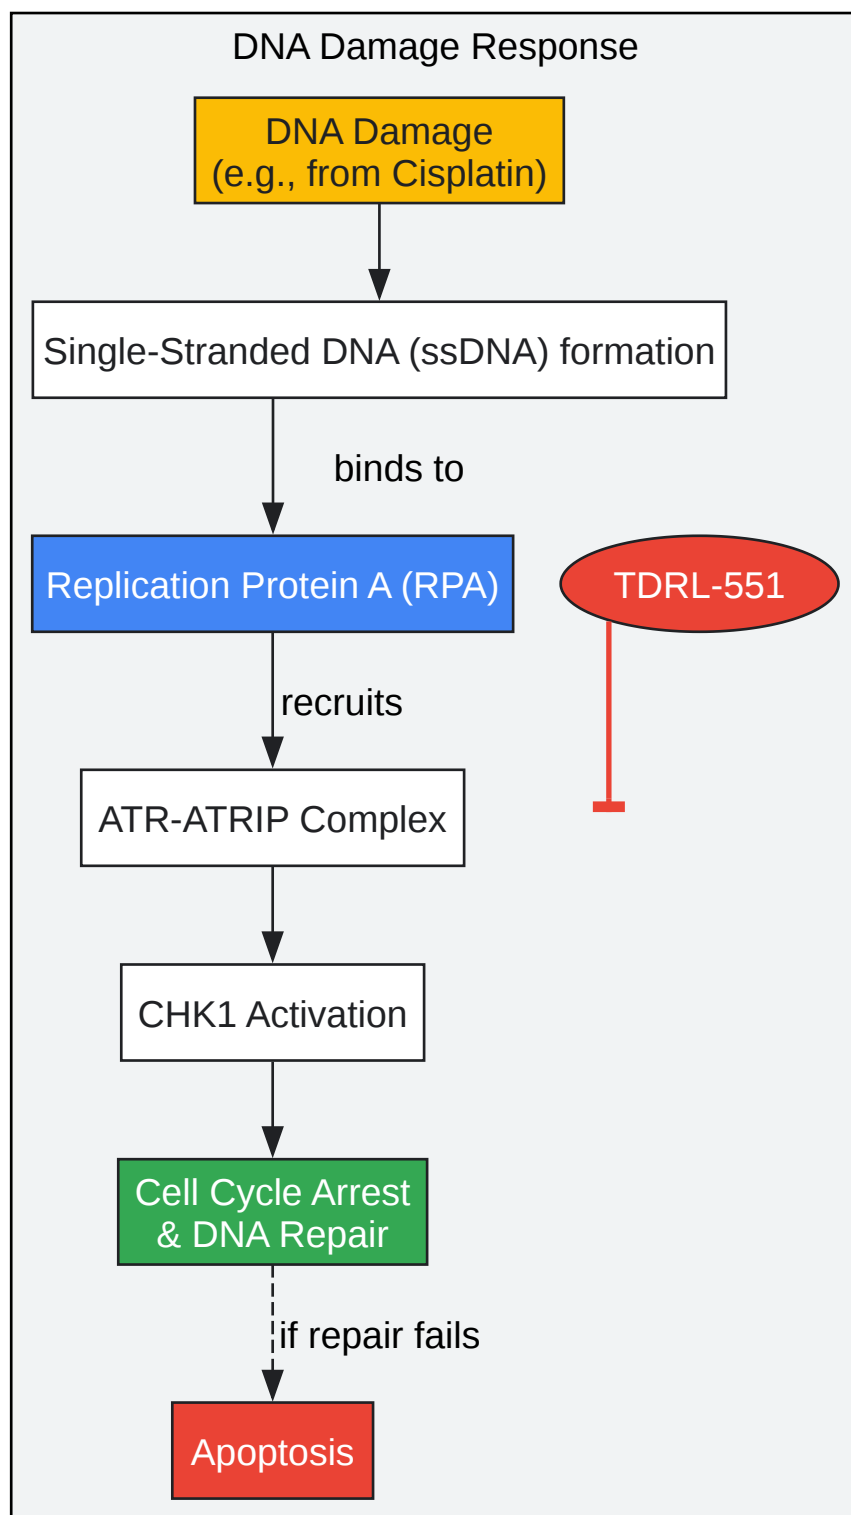 DNA Damage Response
DNA Damage
(e.g., from Cisplatin)
Single-Stranded DNA (ssDNA) formation
binds to
Replication Protein A (RPA)
TDRL-551
recruits
ATR-ATRIP Complex
CHK1 Activation
Cell Cycle Arrest
& DNA Repair
if repair fails
Apoptosis